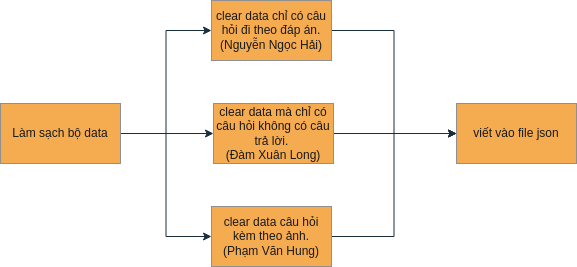 Làm sạch bộ data
clear data chỉ có câu
hỏi đi theo đáp án.
(Nguyễn Ngọc Hải)
clear data mà chỉ có
câu hỏi không có câu
trả lời.
(Đàm Xuân Long)
clear data câu hỏi
kèm theo ảnh.
(Phạm Văn Hung)
viết vào file json